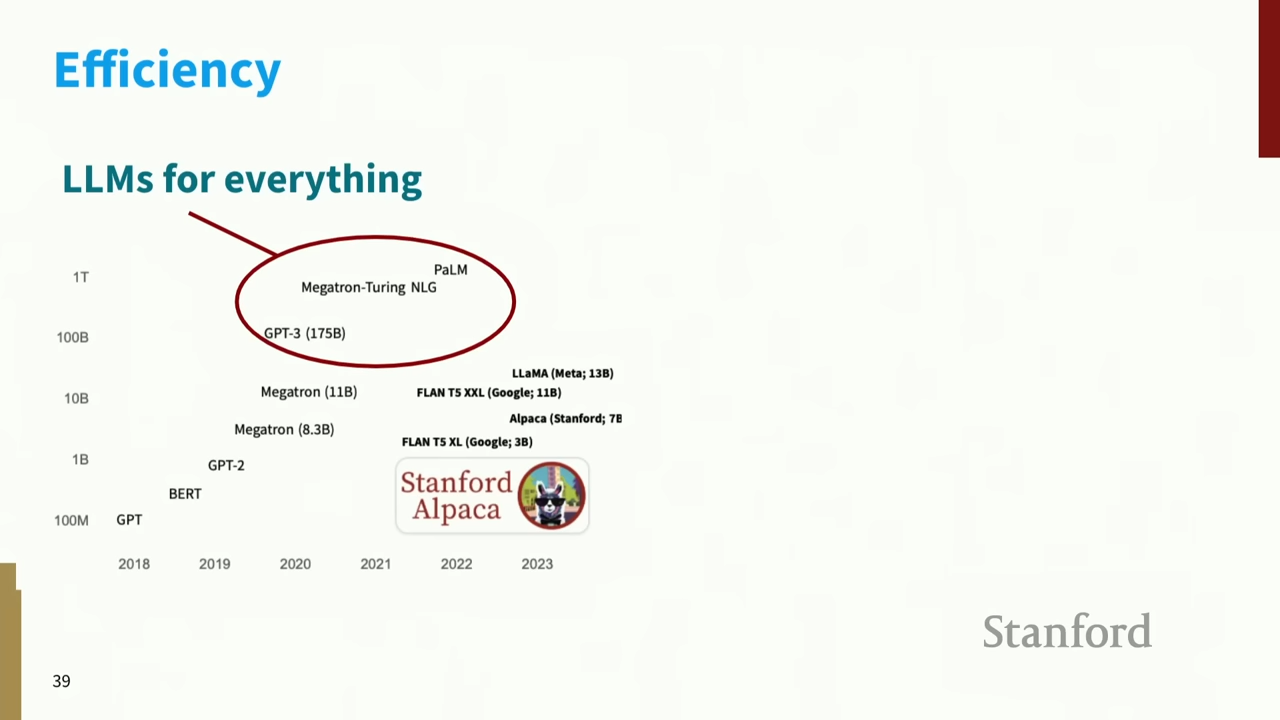 Efficiency
LLMs for everything
1T
PaLM
Megatron-Turing NLG
100B
GPT-3 (175B)
LLaMA (Meta; 13B)
10B
Megatron (11B)
FLAN T5 XXL (Google; 11B)
Alpaca (Stanford; 7B
Megatron (8.3B)
FLAN T5 XL (Google; 3B)
1B
GPT-2
Stanford
Alpaca
BERT
100M
GPT
2018 2019 2020 2021 2022 2023
Stanford
39